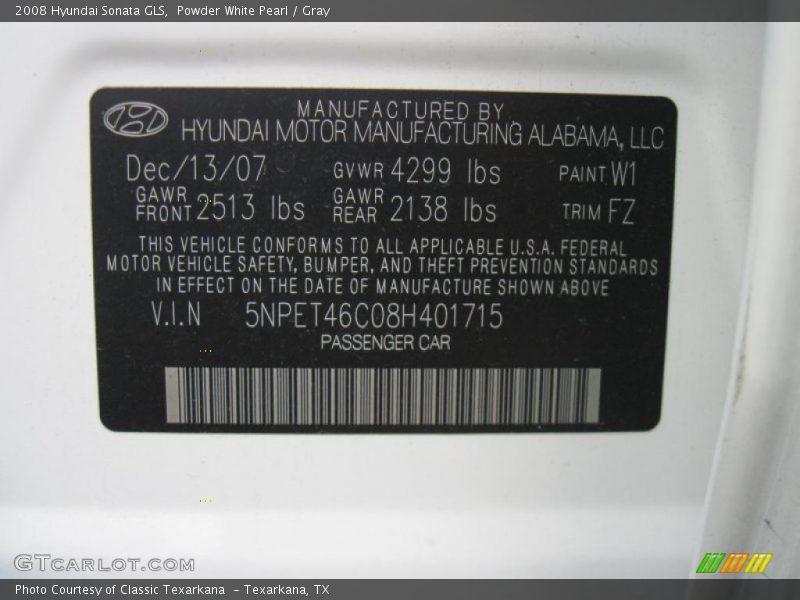 2008 Hyundai Sonata GLS, Powder White Pearl / Gray
MANUFACTURED BY
HYUNDAI MOTOR MANUFACTURING ALABAMA, LLC
Dec/13/07 GVWR 4299 lbs PAINT W1
GAWR FRONT 2513 lbs GAWR REAR 2138 lbs TRIM FZ
THIS VEHICLE CONFORMS TO ALL APPLICABLE U.S.A. FEDERAL
MOTOR VEHICLE SAFETY, BUMPER, AND THEFT PREVENTION STANDARDS
IN EFFECT ON THE DATE OF MANUFACTURE SHOWN ABOVE
V.I.N 5NPET46C08H401715
PASSENGER CAR
GTCARLOT.COM
Photo Courtesy of Classic Texarkana - Texarkana, TX